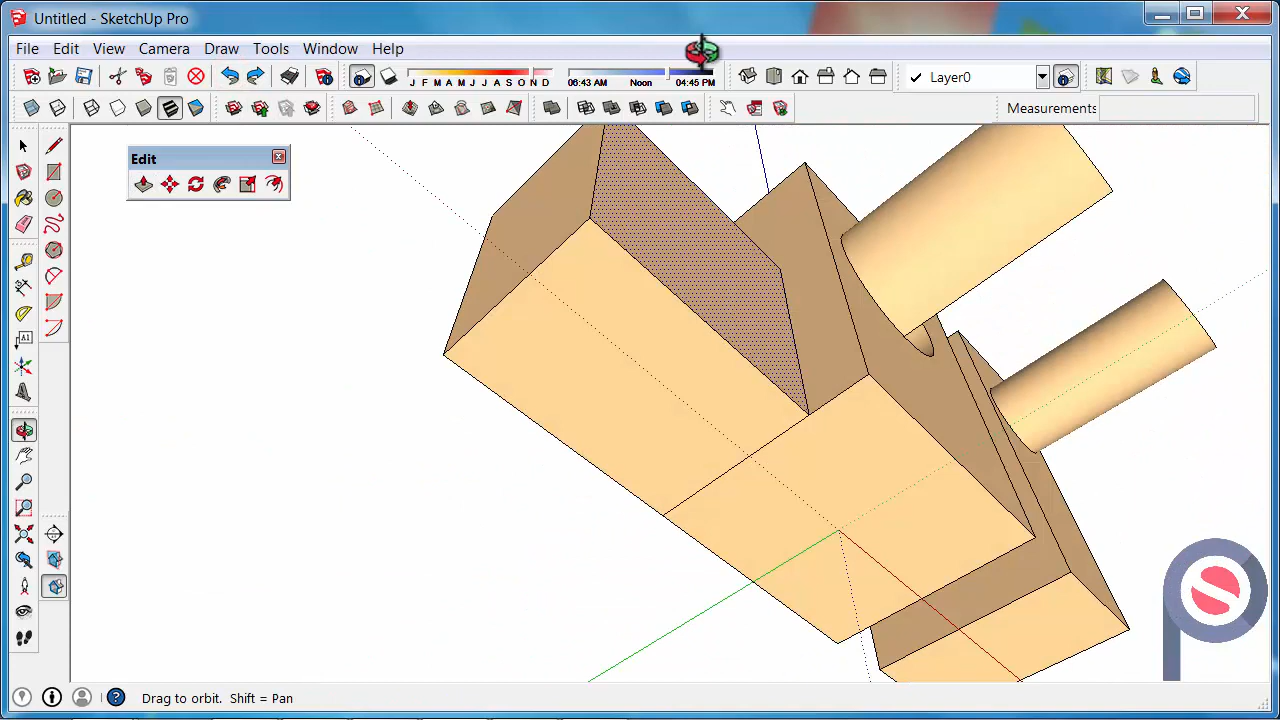 Untitled - SketchUp Pro
File Edit View Camera Draw Tools Window Help
J F M A M J J A S O N D
06:43 AM Noon 04:45 PM
Layer0
Measurements
Edit
A1
Drag to orbit. Shift = Pan